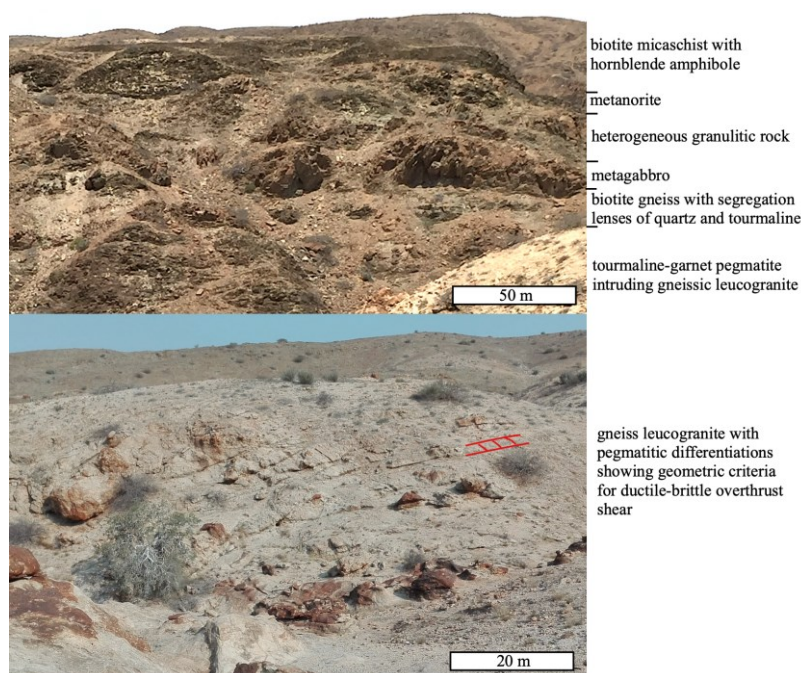 biotite micaschist with
hornblende amphibole
metanorite
heterogeneous granulitic rock
metagabbro
biotite gneiss with segregation
lenses of quartz and tourmaline
tourmaline-garnet pegmatite
intruding gneissic leucogranite
50 m
gneiss leucogranite with
pegmatitic differentiations
showing geometric criteria
for ductile-brittle overthrust
shear
20 m